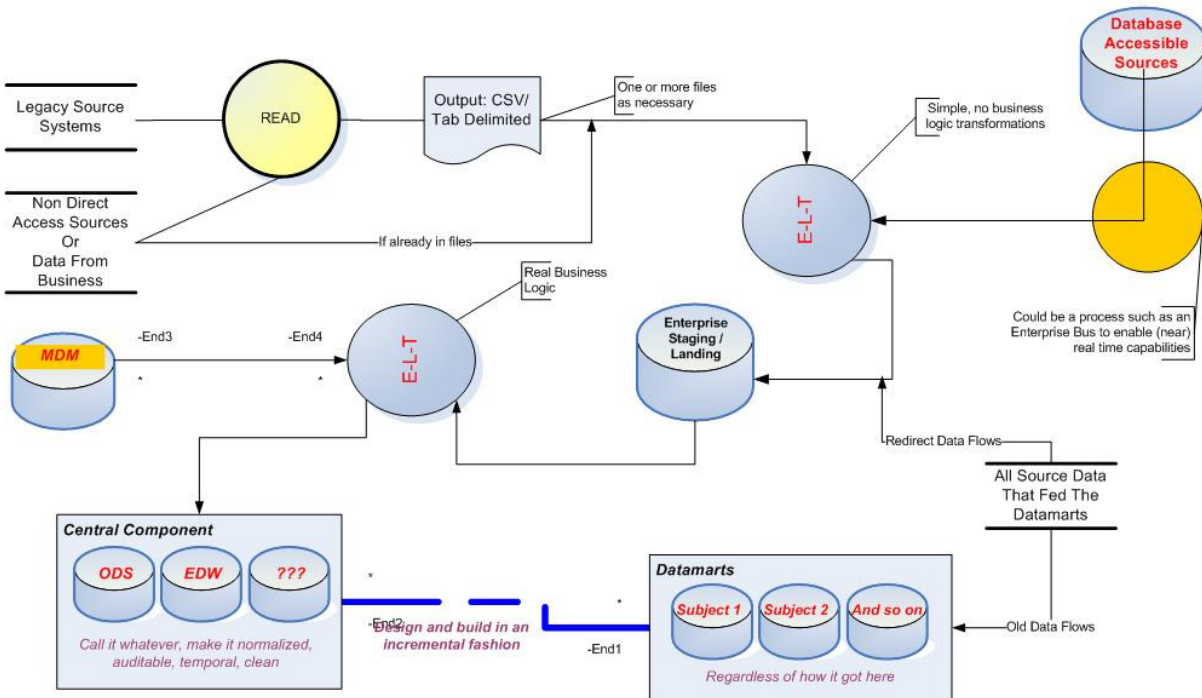 Database
Accessible
Sources
Legacy Source
Systems
READ
Output: CSV/
Tab Delimited
One or more files
as necessary
Simple, no business
logic transformations
E-L-T
Non Direct
Access Sources
Or
Data From
Business
If already in files
Real Business
Logic
Could be a process such as an
Enterprise Bus to enable (near)
real time capabilities
MDM
-End3
-End4
*
*
E-L-T
Enterprise
Staging /
Landing
Redirect Data Flows
All Source Data
That Fed The
Datamarts
Central Component
ODS
EDW
???
Call it whatever, make it normalized,
auditable, temporal, clean
*
-End2
Design and build in an
incremental fashion
*
-End1
Datamarts
Subject 1
Subject 2
And so on
Regardless of how it got here
Old Data Flows